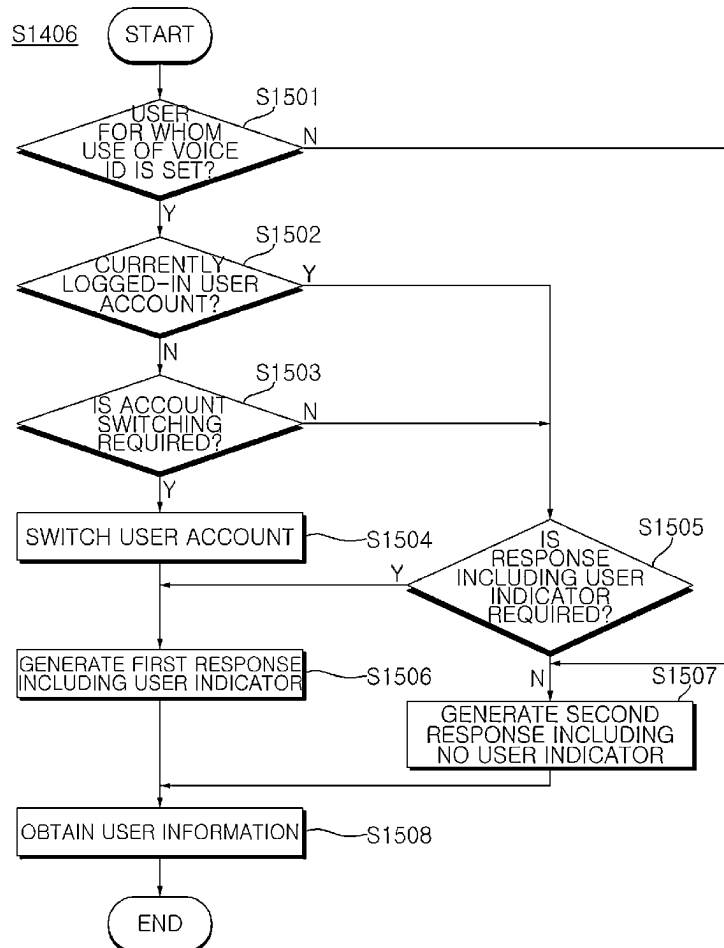 S1406
START
S1501
USER
FOR WHOM
USE OF VOICE
ID IS SET?
N
Y
S1502
CURRENTLY
LOGGED-IN USER
ACCOUNT?
Y
N
S1503
IS ACCOUNT
SWITCHING
REQUIRED?
N
Y
SWITCH USER ACCOUNT
S1504
S1505
IS
RESPONSE
INCLUDING USER
INDICATOR
REQUIRED?
Y
N
GENERATE FIRST RESPONSE
INCLUDING USER INDICATOR
S1506
S1507
GENERATE SECOND
RESPONSE INCLUDING
NO USER INDICATOR
OBTAIN USER INFORMATION
S1508
END